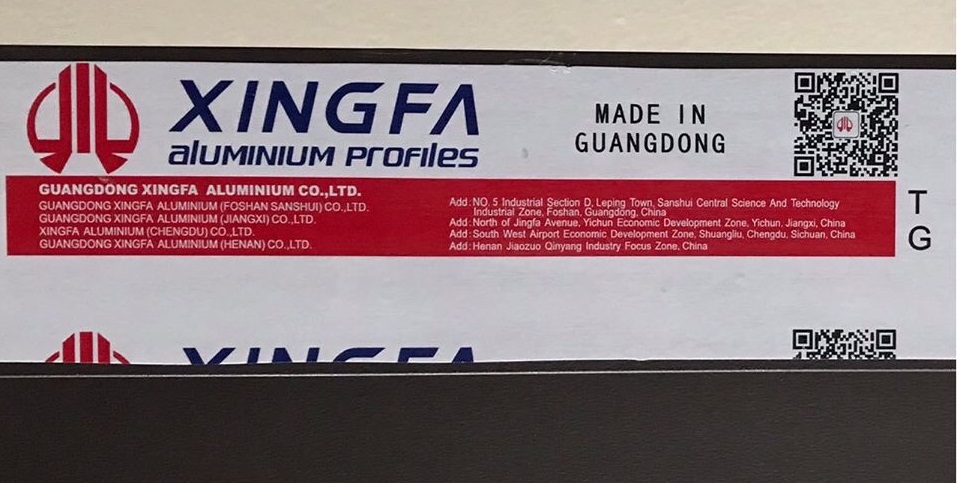 XINGFA
aLUMINIUM ProFiles
MADE IN
GUANGDONG
GUANGDONG XINGFA ALUMINIUM CO.,LTD.
GUANGDONG XINGFA ALUMINIUM (FOSHAN SANSHUI) CO.,LTD.
GUANGDONG XINGFA ALUMINIUM (JIANGXI) CO.,LTD.
XINGFA ALUMINIUM (CHENGDU) CO.,LTD.
GUANGDONG XINGFA ALUMINIUM (HENAN) CO.,LTD.
Add: NO. 5 Industrial Section D, Leping Town, Sanshui Central Science And Technology
Industrial Zone, Foshan, Guangdong, China
Add: North of Jingfa Avenue, Yichun Economic Development Zone, Yichun, Jiangxi, China
Add: South West Airport Economic Development Zone, Shuangliu, Chengdu, Sichuan, China
Add: Henan Jiaozuo Qinyang Industry Focus Zone, China
T
G
XINGFA